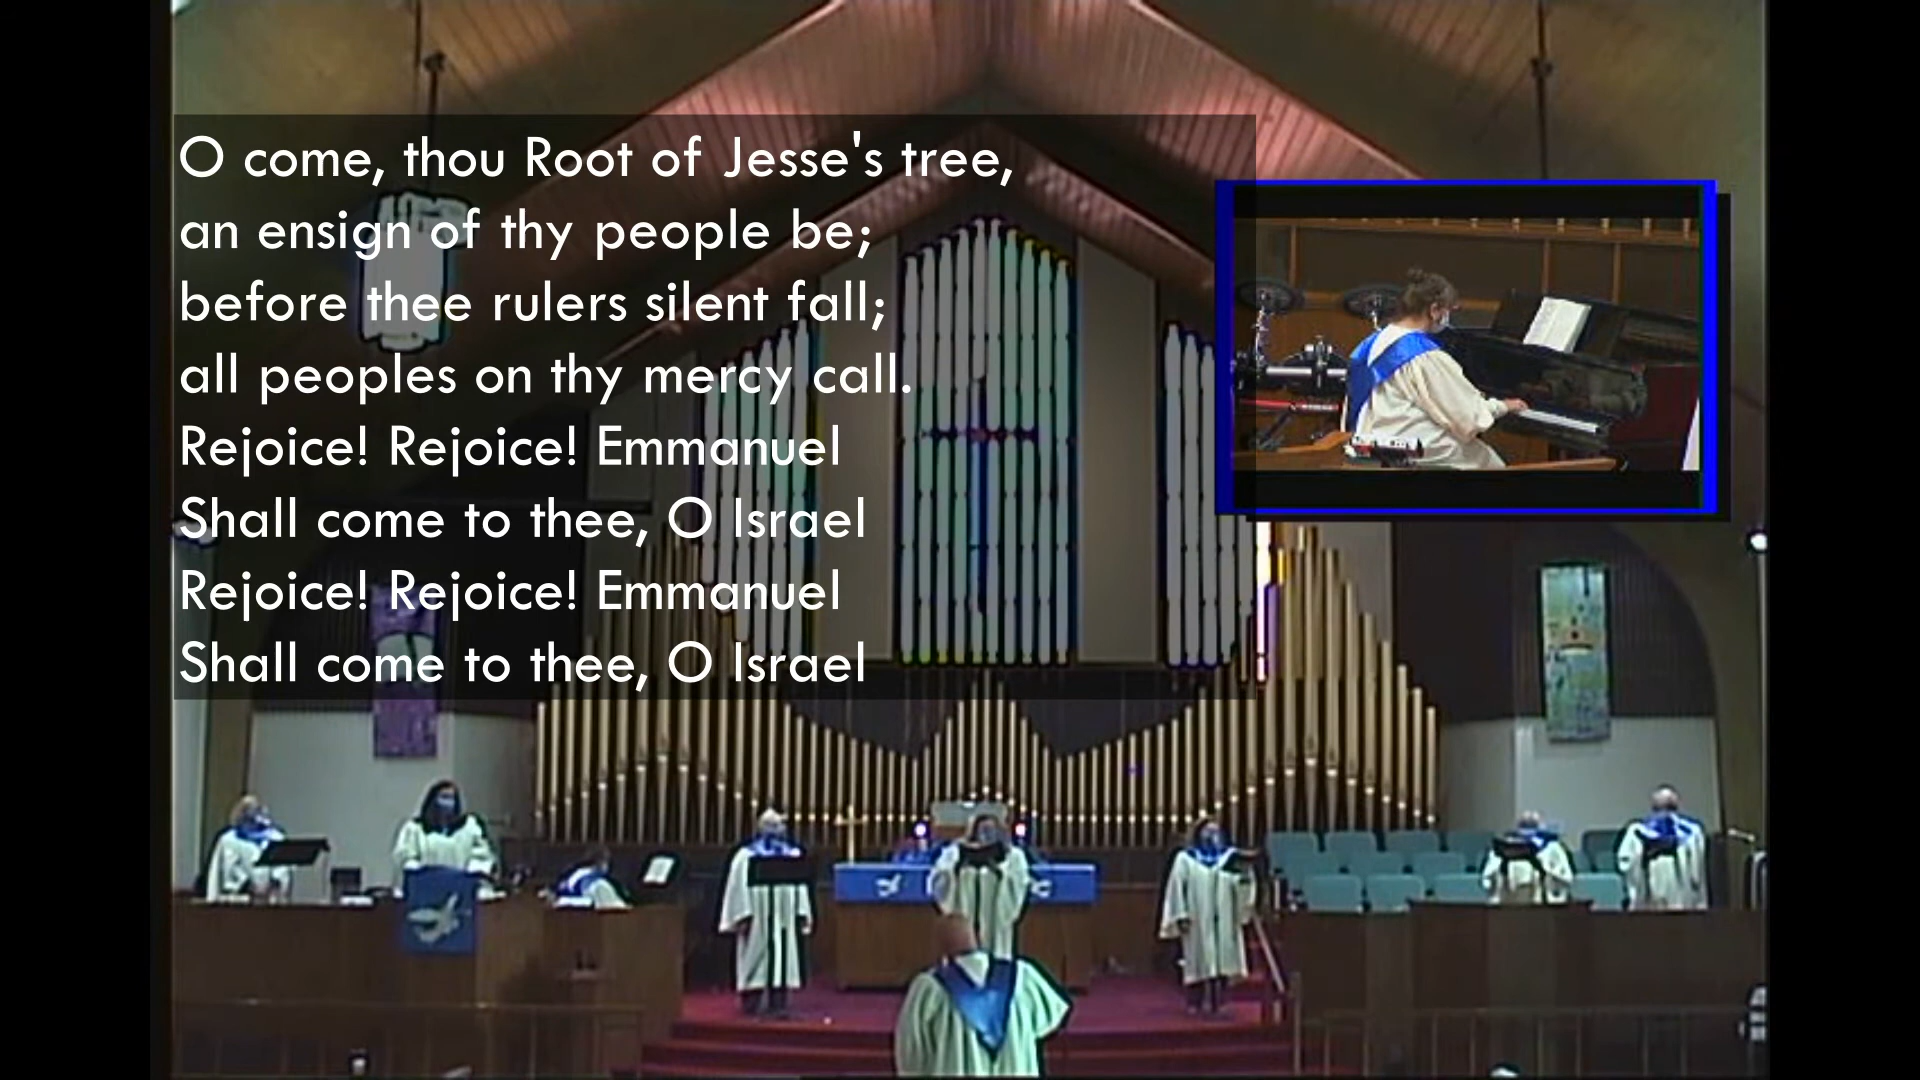 O come, thou Root of Jesse's tree,
an ensign of thy people be;
before thee rulers silent fall;
all peoples on thy mercy call.
Rejoice! Rejoice! Emmanuel
Shall come to thee, O Israel
Rejoice! Rejoice! Emmanuel
Shall come to thee, O Israel